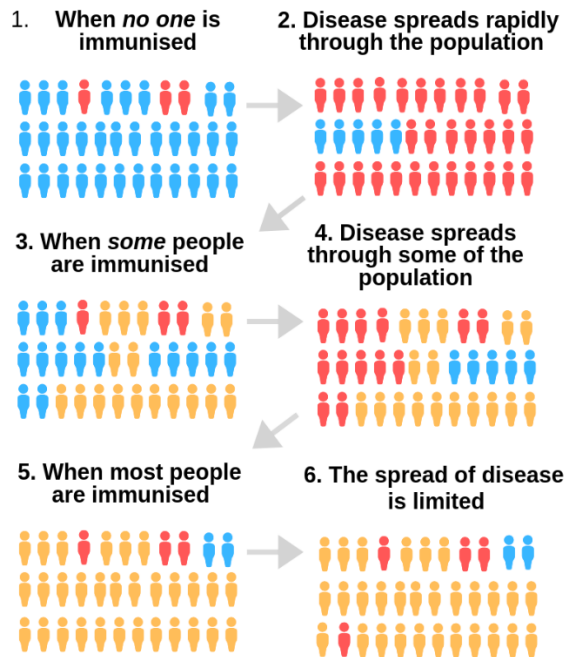 1. When no one is
immunised
2. Disease spreads rapidly
through the population
3. When some people
are immunised
4. Disease spreads
through some of the
population
5. When most people
are immunised
6. The spread of disease
is limited